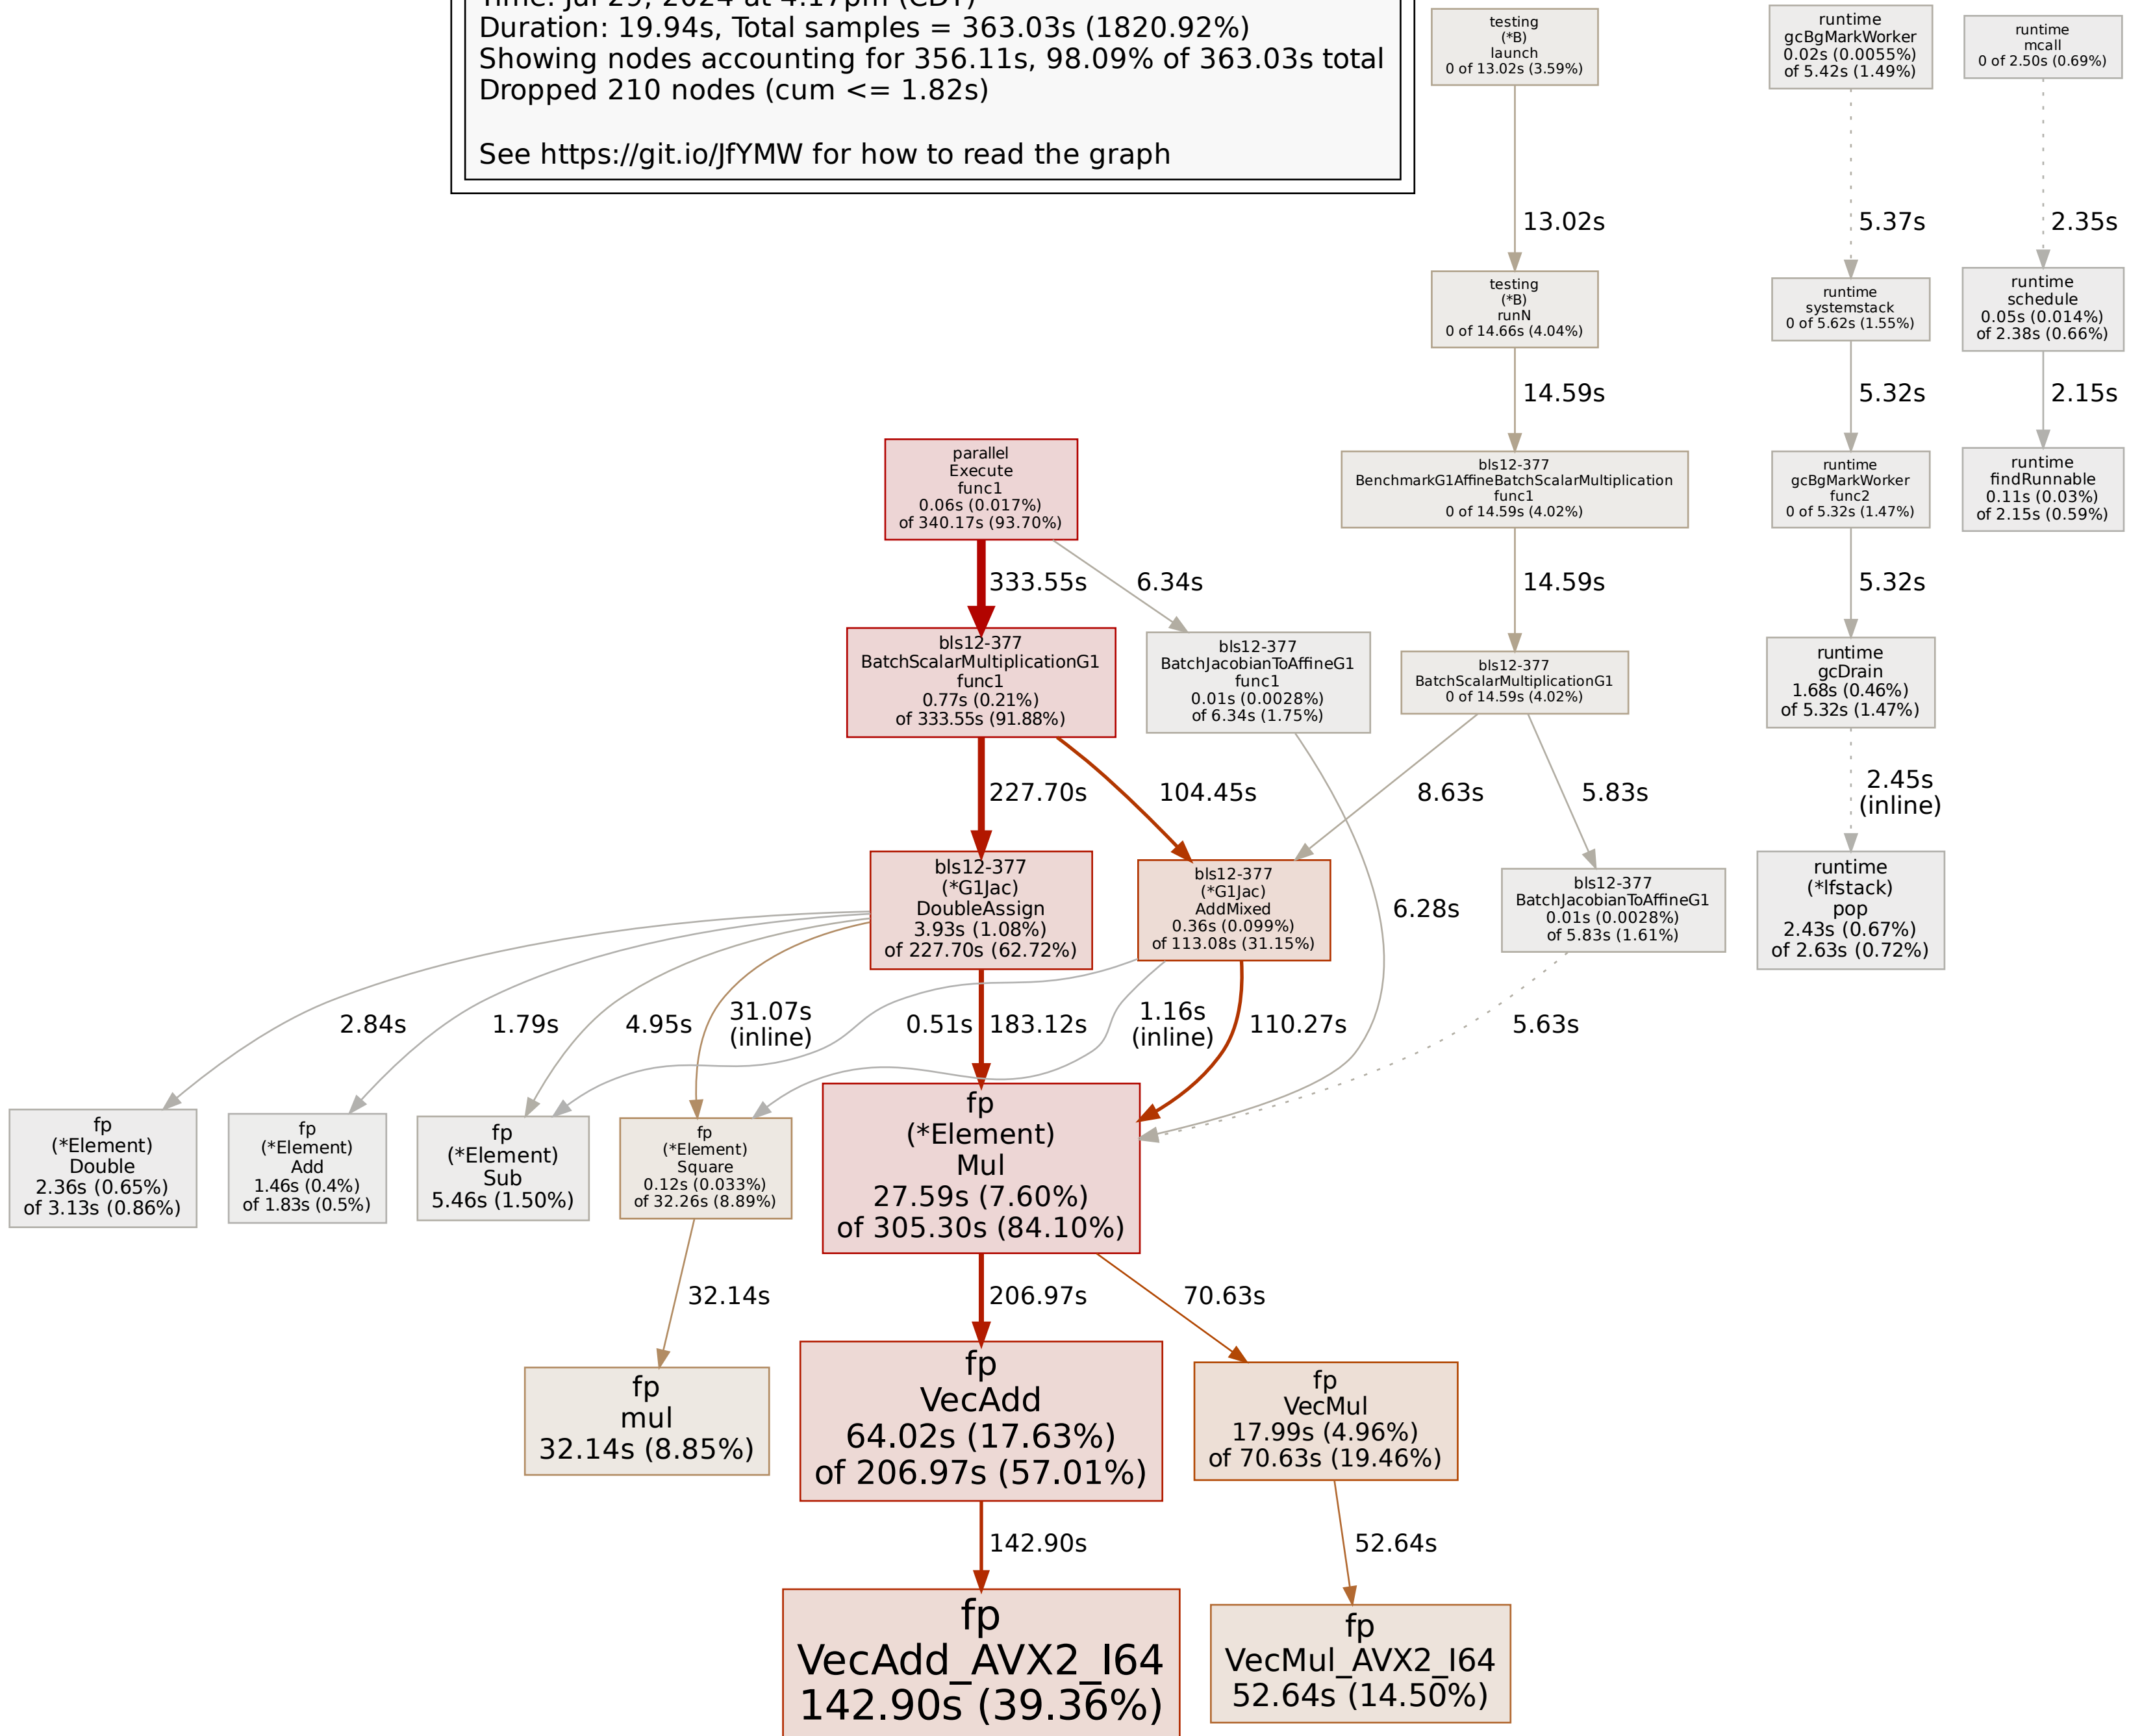 Time: Jul 29, 2024 at 4:17pm (CDT)
Duration: 19.94s, Total samples = 363.03s (1820.92%)
Showing nodes accounting for 356.11s, 98.09% of 363.03s total
Dropped 210 nodes (cum <= 1.82s)
See https://git.io/JfYMW for how to read the graph
testing
(*B)
launch
0 of 13.02s (3.59%)
runtime
gcBgMarkWorker
0.02s (0.0055%)
of 5.42s (1.49%)
runtime
mcall
0 of 2.50s (0.69%)
13.02s
5.37s
2.35s
testing
(*B)
runN
0 of 14.66s (4.04%)
runtime
systemstack
0 of 5.62s (1.55%)
runtime
schedule
0.05s (0.014%)
of 2.38s (0.66%)
14.59s
5.32s
2.15s
parallel
Execute
func1
0.06s (0.017%)
of 340.17s (93.70%)
bls12-377
BenchmarkG1AffineBatchScalarMultiplication
func1
0 of 14.59s (4.02%)
runtime
gcBgMarkWorker
func2
0 of 5.32s (1.47%)
runtime
findRunnable
0.11s (0.03%)
of 2.15s (0.59%)
333.55s
6.34s
14.59s
5.32s
bls12-377
BatchScalarMultiplicationG1
func1
0.77s (0.21%)
of 333.55s (91.88%)
bls12-377
BatchJacobianToAffineG1
func1
0.01s (0.0028%)
of 6.34s (1.75%)
bls12-377
BatchScalarMultiplicationG1
0 of 14.59s (4.02%)
runtime
gcDrain
1.68s (0.46%)
of 5.32s (1.47%)
227.70s
104.45s
8.63s
5.83s
2.45s
(inline)
bls12-377
(*G1Jac)
DoubleAssign
3.93s (1.08%)
of 227.70s (62.72%)
bls12-377
(*G1Jac)
AddMixed
0.36s (0.099%)
of 113.08s (31.15%)
6.28s
bls12-377
BatchJacobianToAffineG1
0.01s (0.0028%)
of 5.83s (1.61%)
runtime
(*lfstack)
pop
2.43s (0.67%)
of 2.63s (0.72%)
2.84s
1.79s
4.95s
31.07s
(inline)
0.51s
183.12s
1.16s
(inline)
110.27s
5.63s
fp
(*Element)
Double
2.36s (0.65%)
of 3.13s (0.86%)
fp
(*Element)
Add
1.46s (0.4%)
of 1.83s (0.5%)
fp
(*Element)
Sub
5.46s (1.50%)
fp
(*Element)
Square
0.12s (0.033%)
of 32.26s (8.89%)
fp
(*Element)
Mul
27.59s (7.60%)
of 305.30s (84.10%)
32.14s
206.97s
70.63s
fp
mul
32.14s (8.85%)
fp
VecAdd
64.02s (17.63%)
of 206.97s (57.01%)
fp
VecMul
17.99s (4.96%)
of 70.63s (19.46%)
142.90s
52.64s
fp
VecAdd_AVX2_I64
142.90s (39.36%)
fp
VecMul_AVX2_I64
52.64s (14.50%)